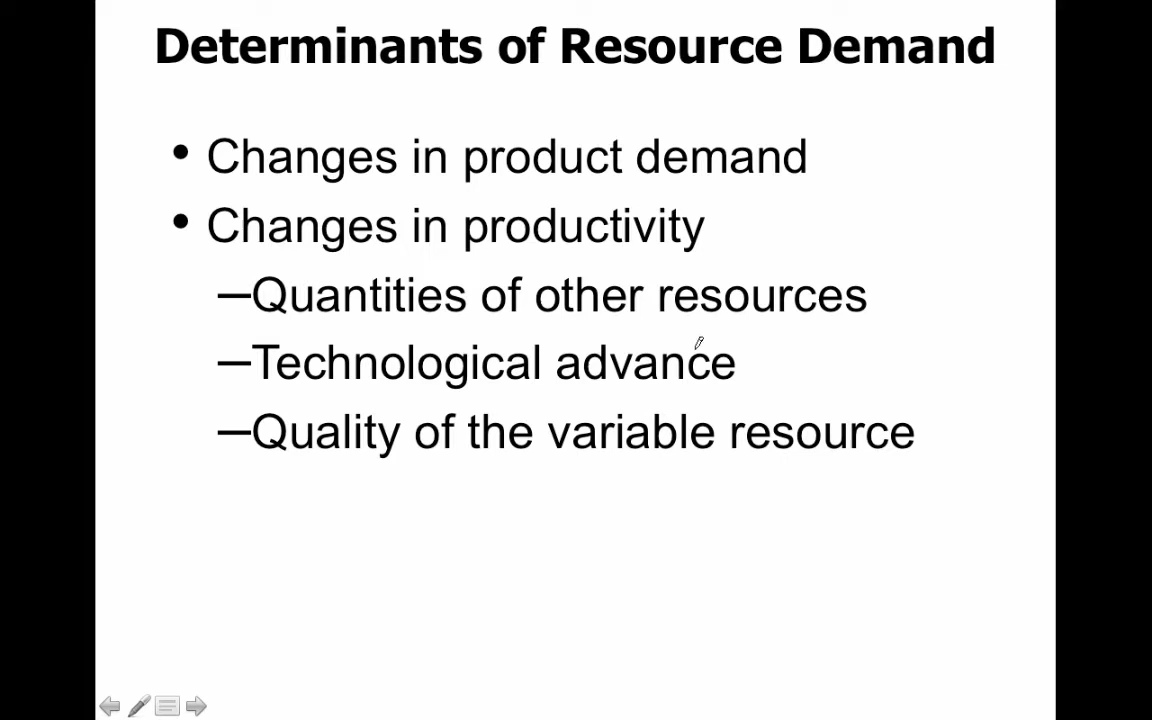 Determinants of Resource Demand
• Changes in product demand
• Changes in productivity
–Quantities of other resources
–Technological advance
–Quality of the variable resource